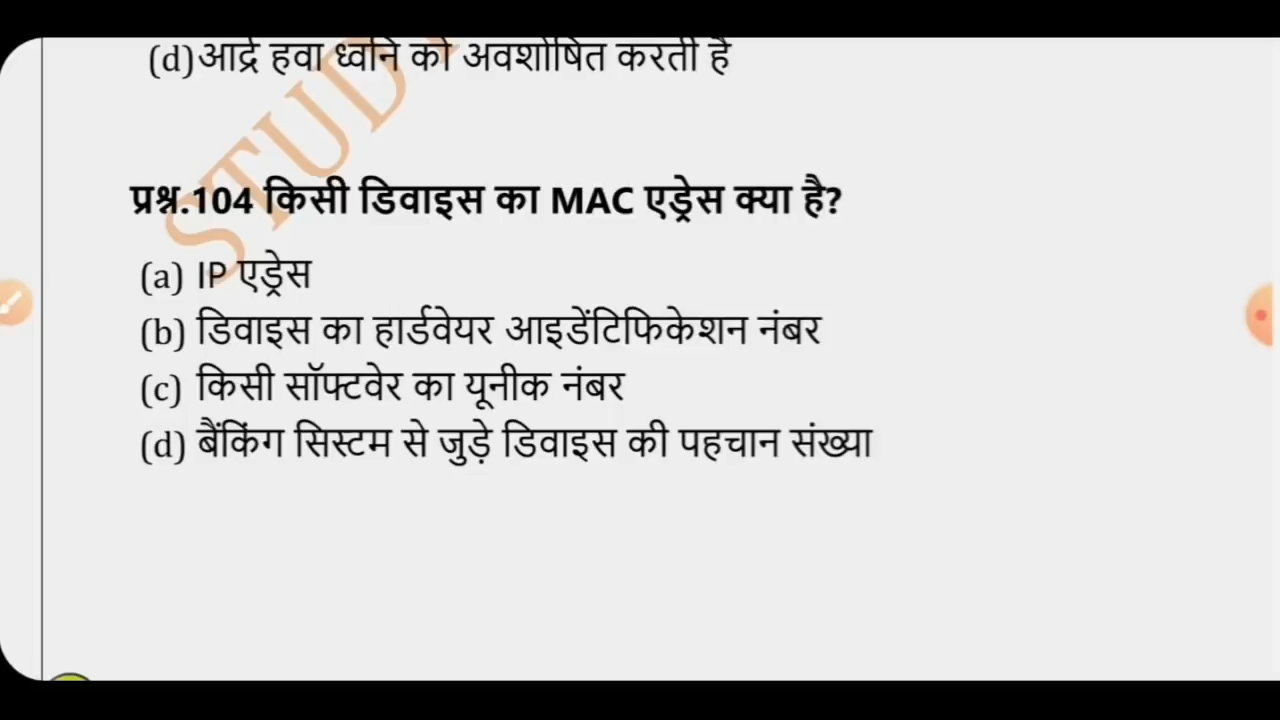 (d)आर्द्र हवा ध्वनि को अवशोषित करती है
STUD
प्रश्न.104 किसी डिवाइस का MAC एड्रेस क्या है?
(a) IP एड्रेस
(b) डिवाइस का हार्डवेयर आइडेंटिफिकेशन नंबर
(c) किसी सॉफ्टवेर का यूनीक नंबर
(d) बैंकिंग सिस्टम से जुड़े डिवाइस की पहचान संख्या